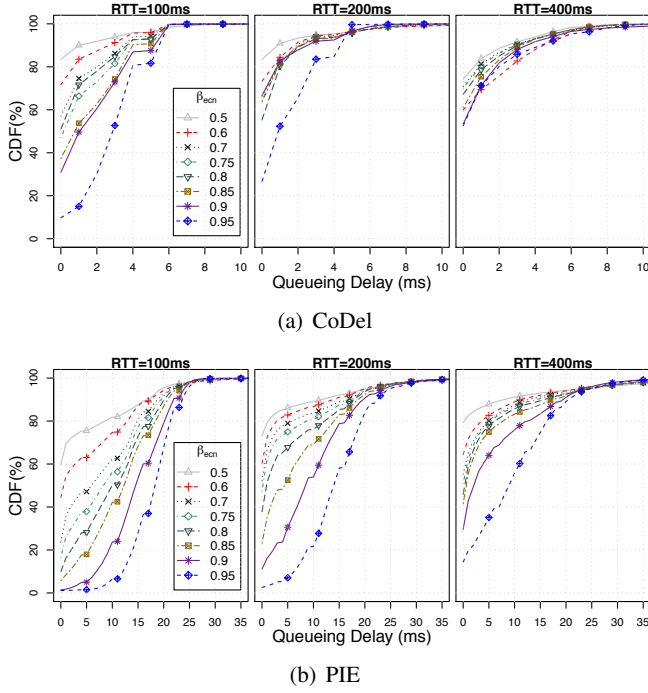 RTT=100ms RTT=200ms RTT=400ms
100
80
60
40
20
0
CDF(%)
βecn
0.5
0.6
0.7
0.75
0.8
0.85
0.9
0.95
0 2 4 6 8 10 0 2 4 6 8 10 0 2 4 6 8 10
Queueing Delay (ms)
(a) CoDel
RTT=100ms RTT=200ms RTT=400ms
100
80
60
40
20
0
CDF(%)
βecn
0.5
0.6
0.7
0.75
0.8
0.85
0.9
0.95
0 5 10 15 20 25 30 35 0 5 10 15 20 25 30 35 0 5 10 15 20 25 30 35
Queueing Delay (ms)
(b) PIE